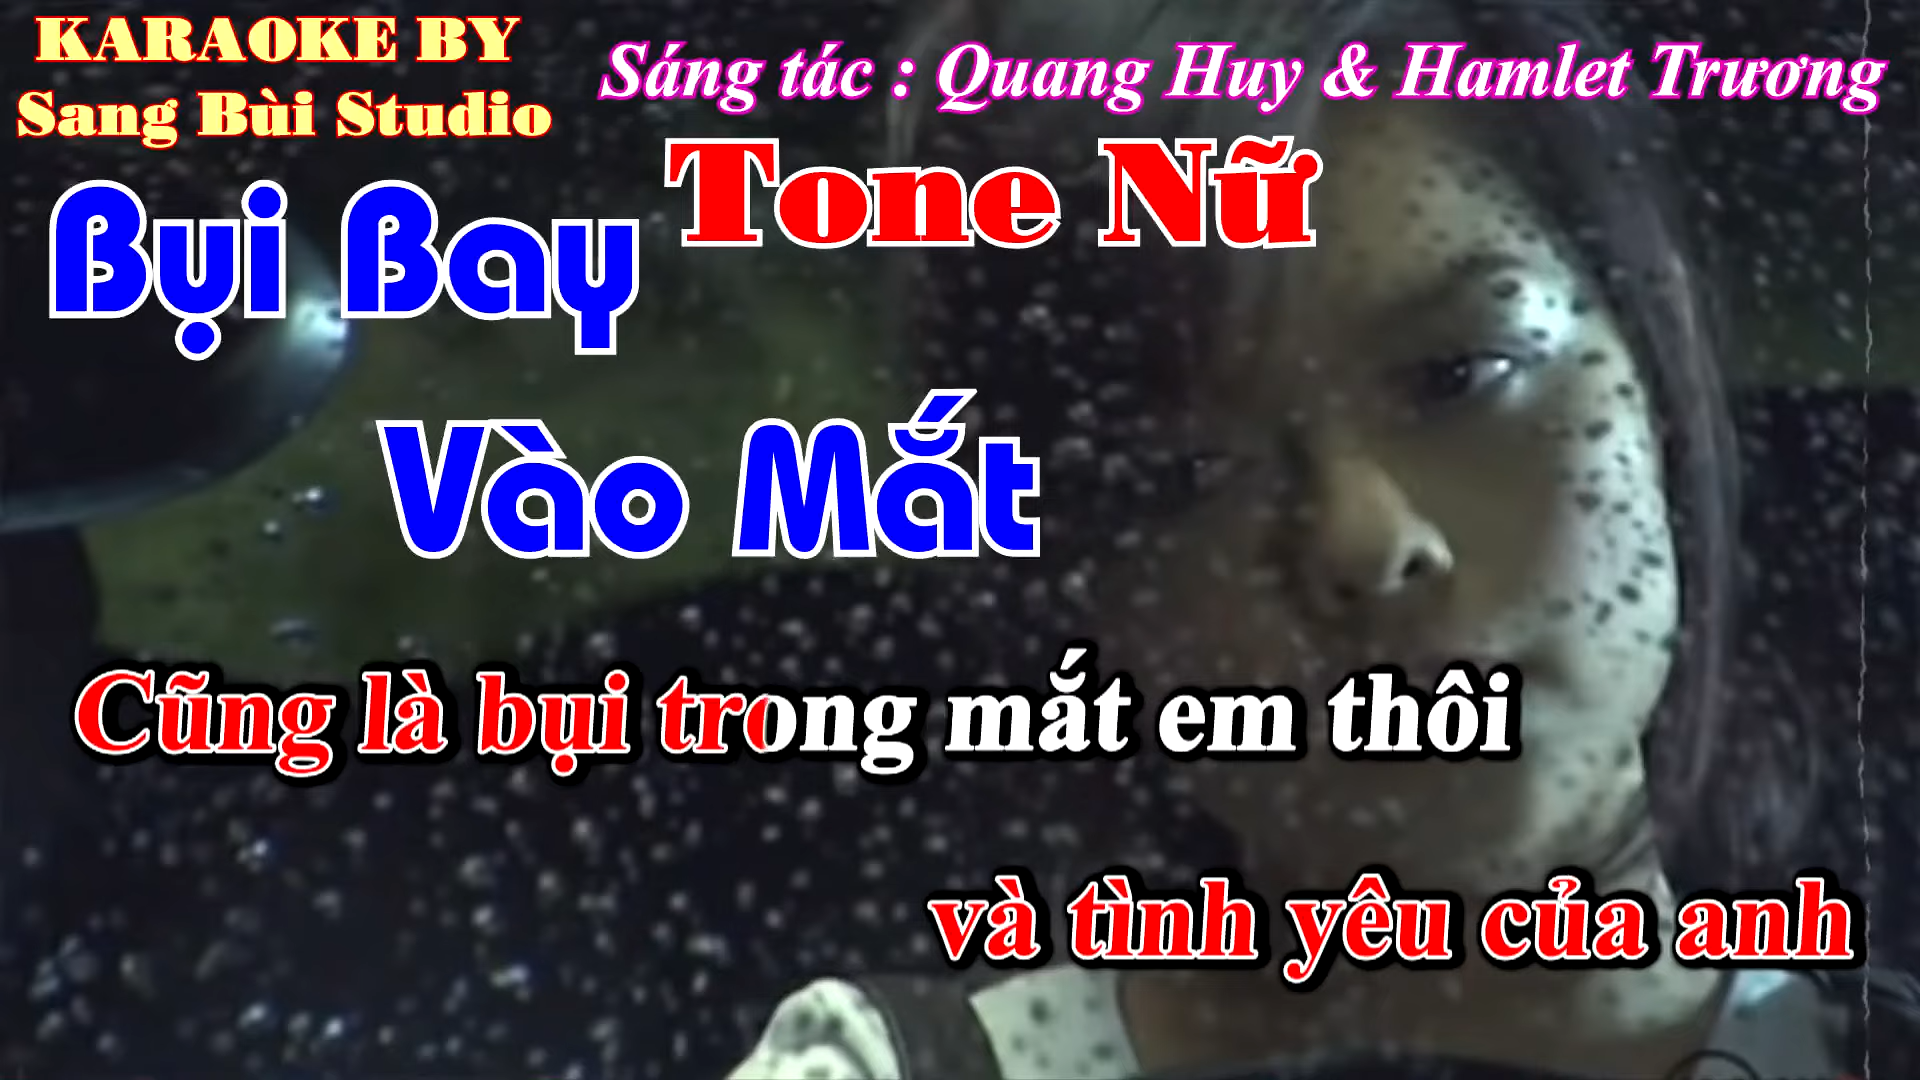 KARAOKE BY
Sang Bùi Studio
Sáng tác : Quang Huy & Hamlet Trương
Tone Nữ
Bụi Bay
Vào Mắt
Cũng là bụi trong mắt em thôi
và tình yêu của anh